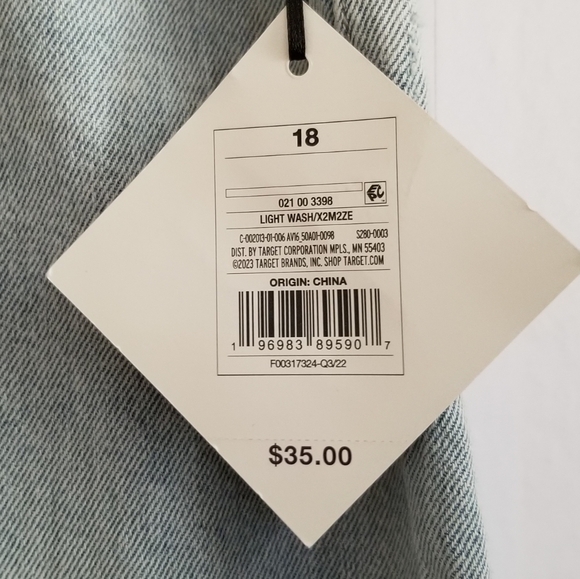 18
021 00 3398
LIGHT WASH/X2M2ZE
C-002013-01-006 AV16 50A01-0098 S280-0003
DIST. BY TARGET CORPORATION MPLS., MN 55403
©2023 TARGET BRANDS, INC. SHOP TARGET.COM
ORIGIN: CHINA
1 96983 89590 7
F00317324-Q3/22
$35.00